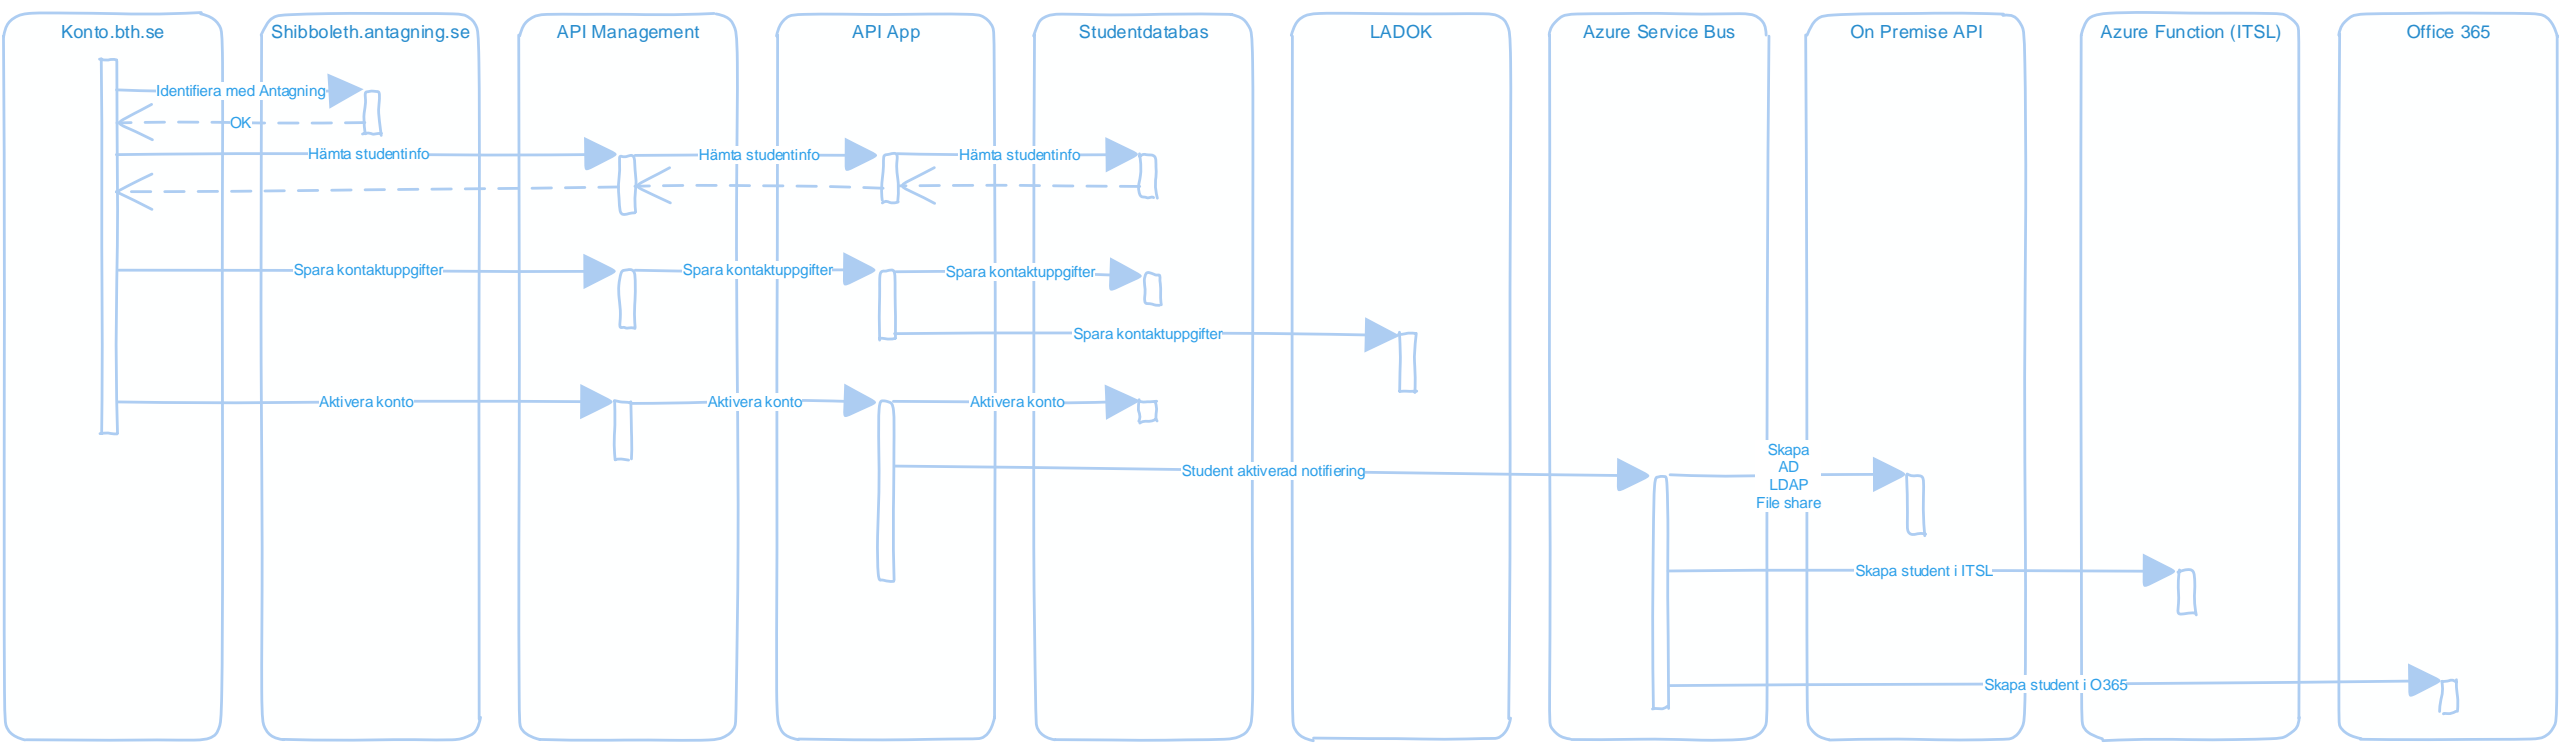 Konto.bth.se
Shibboleth.antagning.se
API Management
API App
Studentdatabas
LADOK
Azure Service Bus
On Premise API
Azure Function (ITSL)
Office 365
Identifiera med Antagning
OK
Hämta studentinfo
Hämta studentinfo
Hämta studentinfo
Spara kontaktuppgifter
Spara kontaktuppgifter
Spara kontaktuppgifter
Spara kontaktuppgifter
Aktivera konto
Aktivera konto
Aktivera konto
Student aktiverad notifiering
Skapa
AD
LDAP
File share
Skapa student i ITSL
Skapa student i O365